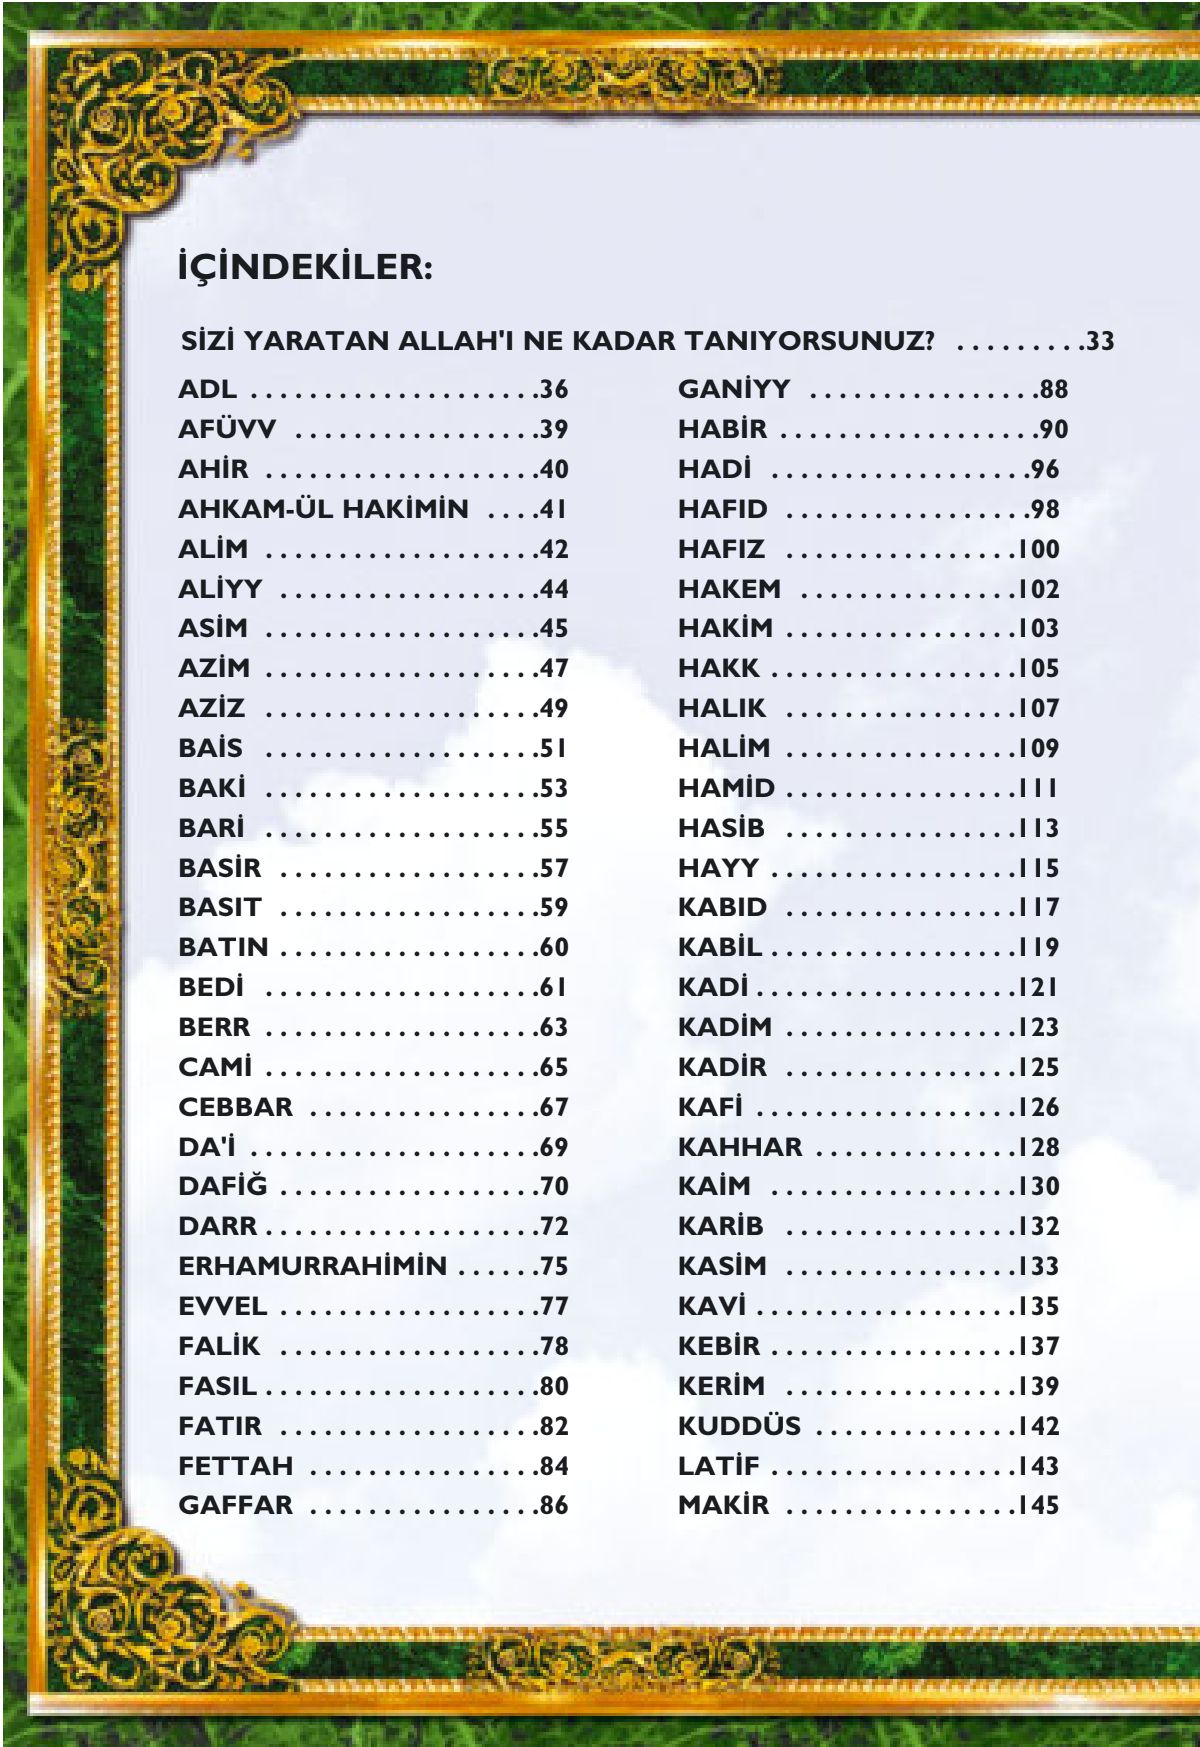 İÇİNDEKİLER:
SİZİ YARATAN ALLAH'I NE KADAR TANIYORSUNUZ? . . . . . . . . .33
ADL . . . . . . . . . . . . . . . . . . . .36
AFÜVV . . . . . . . . . . . . . . . . .39
AHİR . . . . . . . . . . . . . . . . . . .40
AHKAM-ÜL HAKİMİN . . . .41
ALİM . . . . . . . . . . . . . . . . . . .42
ALİYY . . . . . . . . . . . . . . . . . .44
ASİM . . . . . . . . . . . . . . . . . . .45
AZİM . . . . . . . . . . . . . . . . . . .47
AZİZ . . . . . . . . . . . . . . . . . . .49
BAİS . . . . . . . . . . . . . . . . . . .51
BAKİ . . . . . . . . . . . . . . . . . . .53
BARİ . . . . . . . . . . . . . . . . . . .55
BASİR . . . . . . . . . . . . . . . . . .57
BASIT . . . . . . . . . . . . . . . . . .59
BATIN . . . . . . . . . . . . . . . . . .60
BEDİ . . . . . . . . . . . . . . . . . . .61
BERR . . . . . . . . . . . . . . . . . . .63
CAMİ . . . . . . . . . . . . . . . . . . .65
CEBBAR . . . . . . . . . . . . . . . .67
DA'İ . . . . . . . . . . . . . . . . . . . .69
DAFİĞ . . . . . . . . . . . . . . . . . .70
DARR . . . . . . . . . . . . . . . . . . .72
ERHAMURRAHİMİN . . . . . .75
EVVEL . . . . . . . . . . . . . . . . . .77
FALİK . . . . . . . . . . . . . . . . . .78
FASIL . . . . . . . . . . . . . . . . . . .80
FATIR . . . . . . . . . . . . . . . . . .82
FETTAH . . . . . . . . . . . . . . . .84
GAFFAR . . . . . . . . . . . . . . . .86
GANİYY . . . . . . . . . . . . . . . .88
HABİR . . . . . . . . . . . . . . . . . .90
HADİ . . . . . . . . . . . . . . . . . .96
HAFID . . . . . . . . . . . . . . . . .98
HAFIZ . . . . . . . . . . . . . . . .100
HAKEM . . . . . . . . . . . . . . .102
HAKİM . . . . . . . . . . . . . . . .103
HAKK . . . . . . . . . . . . . . . . .105
HALIK . . . . . . . . . . . . . . . .107
HALİM . . . . . . . . . . . . . . . .109
HAMİD . . . . . . . . . . . . . . . .111
HASİB . . . . . . . . . . . . . . . .113
HAYY . . . . . . . . . . . . . . . . .115
KABID . . . . . . . . . . . . . . . .117
KABİL . . . . . . . . . . . . . . . . .119
KADİ . . . . . . . . . . . . . . . . . .121
KADİM . . . . . . . . . . . . . . . .123
KADİR . . . . . . . . . . . . . . . .125
KAFİ . . . . . . . . . . . . . . . . . .126
KAHHAR . . . . . . . . . . . . . .128
KAİM . . . . . . . . . . . . . . . . .130
KARİB . . . . . . . . . . . . . . . .132
KASİM . . . . . . . . . . . . . . . .133
KAVİ . . . . . . . . . . . . . . . . . .135
KEBİR . . . . . . . . . . . . . . . . .137
KERİM . . . . . . . . . . . . . . . .139
KUDDÜS . . . . . . . . . . . . . .142
LATİF . . . . . . . . . . . . . . . . .143
MAKİR . . . . . . . . . . . . . . . .145